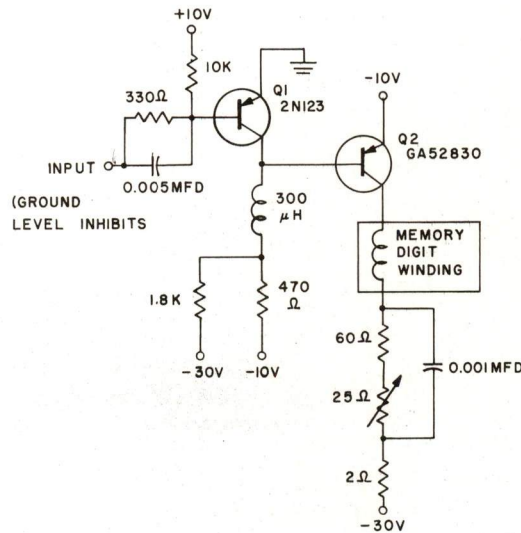 +10V
10K
Q1
2N123
330Ω
INPUT
0.005MFD
(GROUND
LEVEL INHIBITS
-10V
Q2
GA52830
300
μH
MEMORY
DIGIT
WINDING
1.8K
470
Ω
-30V
-10V
60Ω
0.001MFD
25Ω
2Ω
-30V